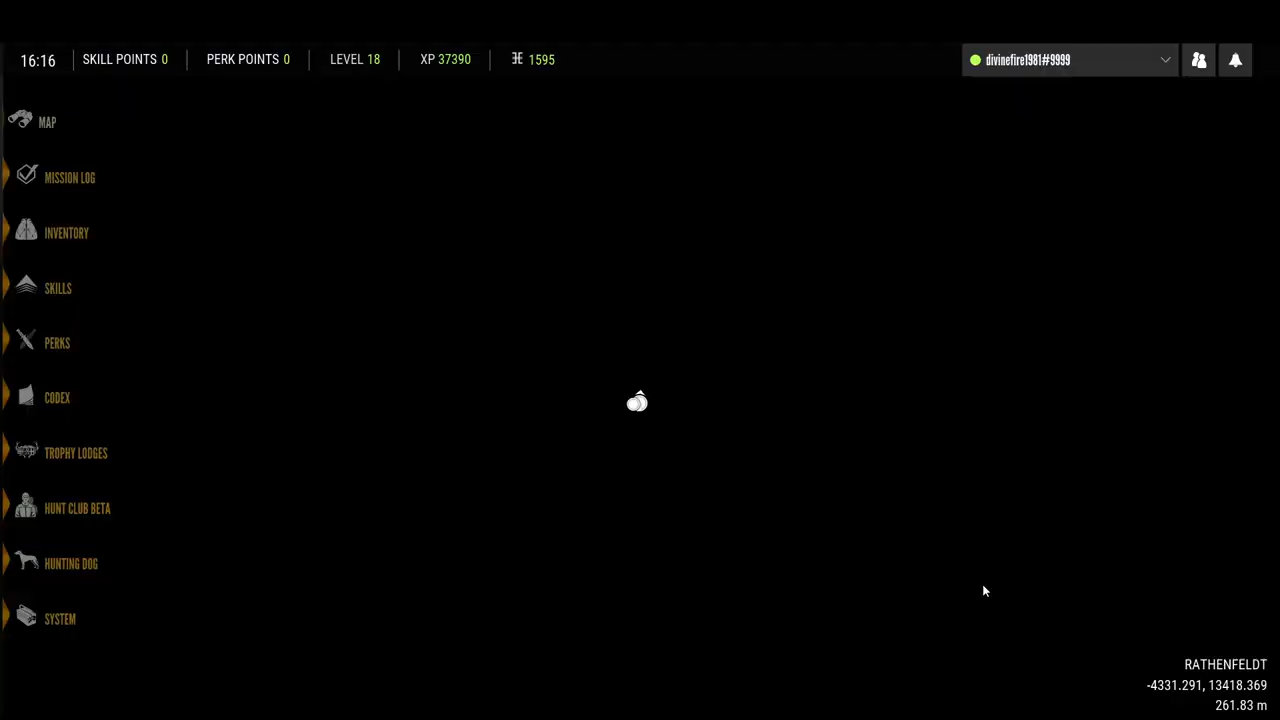 16:16 SKILL POINTS 0 PERK POINTS 0 LEVEL 18 XP 37390 1595 divinefire1981#9999
MAP
MISSION LOG
INVENTORY
SKILLS
PERKS
CODEX
TROPHY LODGES
HUNT CLUB BETA
HUNTING DOG
SYSTEM
RATHENFELDT
-4331.291, 13418.369
261.83 m